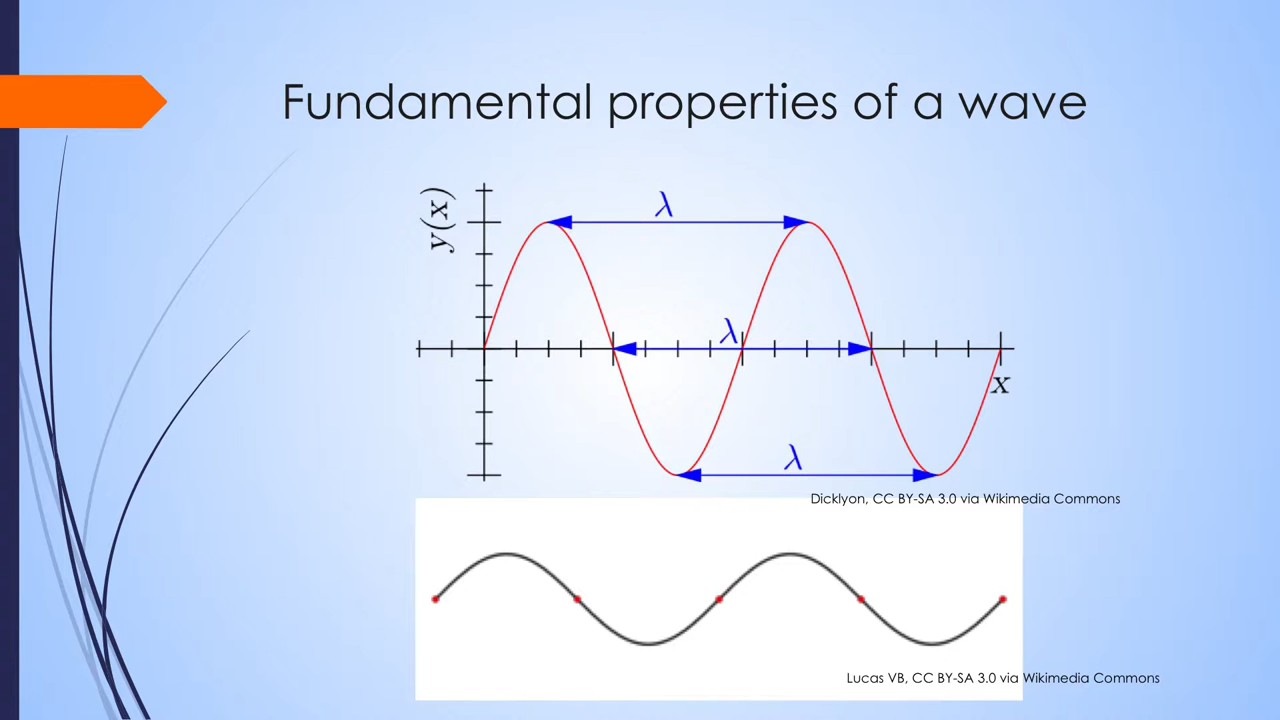 Fundamental properties of a wave
y(x)
λ
λ
x
λ
Dicklyon, CC BY-SA 3.0 via Wikimedia Commons
Lucas VB, CC BY-SA 3.0 via Wikimedia Commons